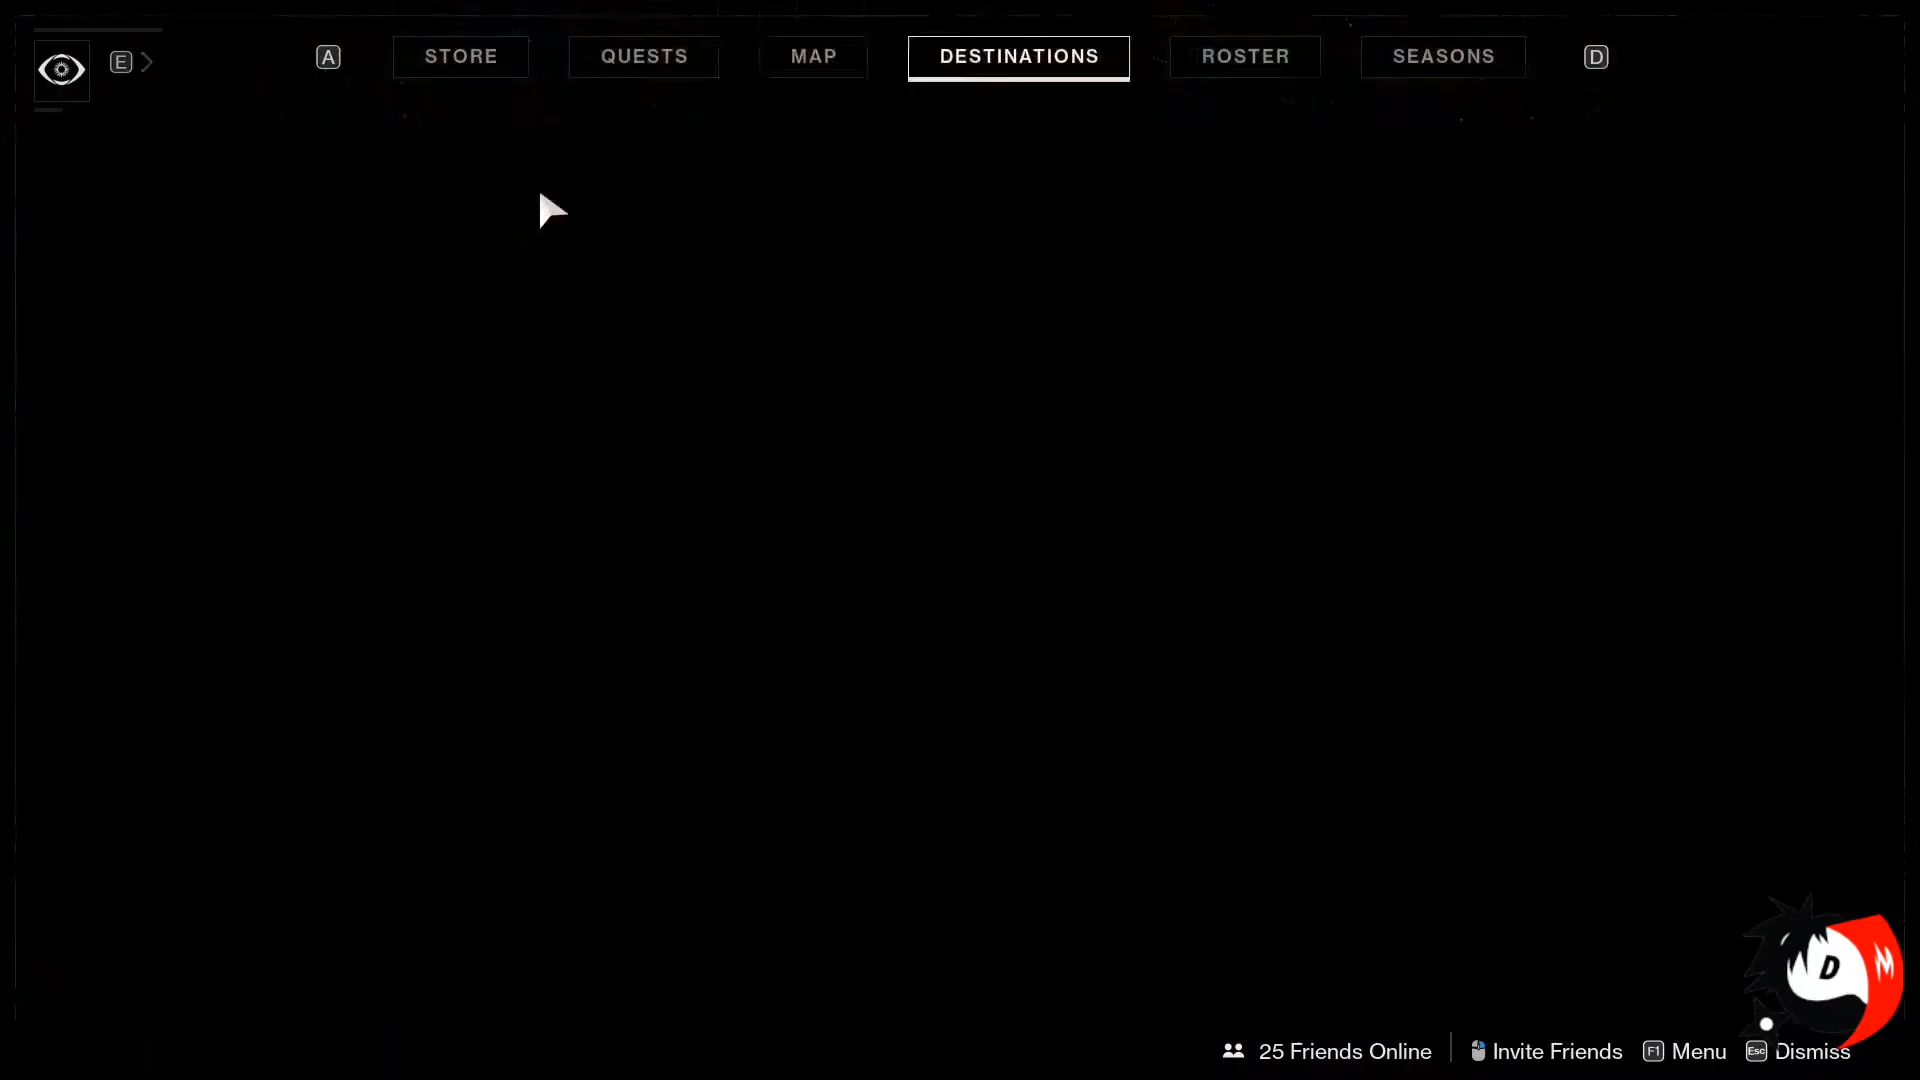 E
A
STORE
QUESTS
MAP
DESTINATIONS
ROSTER
SEASONS
D
D M
25 Friends Online
Invite Friends
F1 Menu
Esc Dismiss